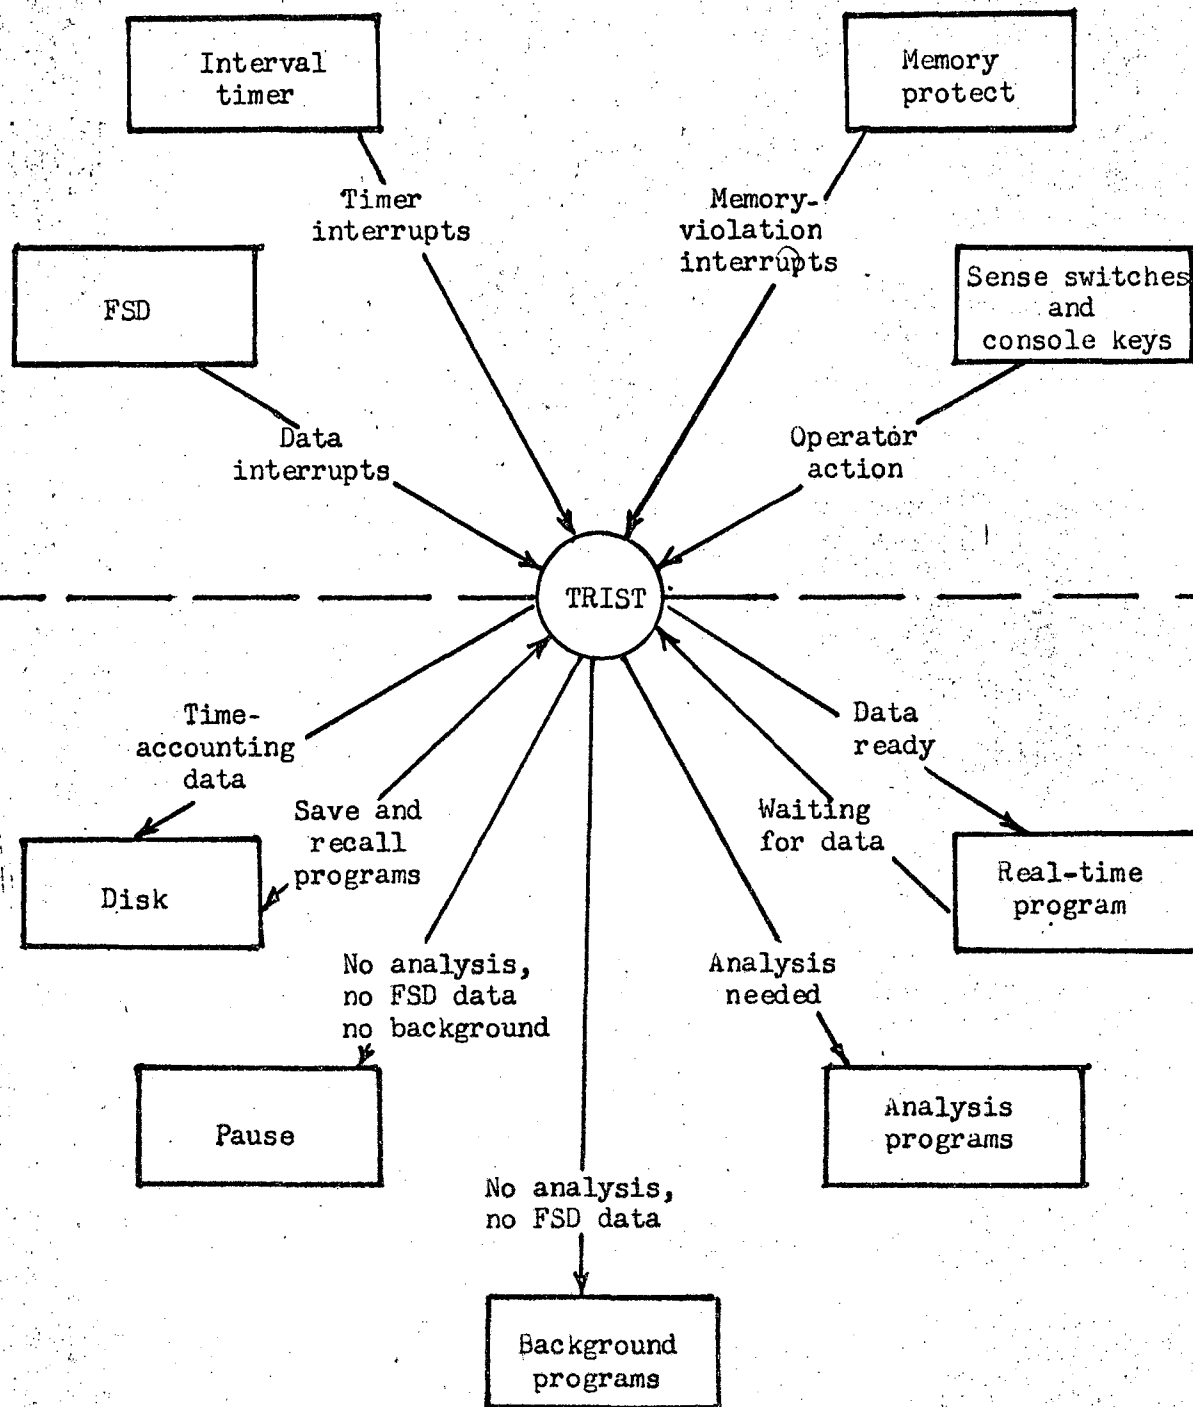 Interval
timer
Memory
protect
Timer
interrupts
Memory-
violation
interrupts
FSD
Sense switches
and
console keys
Data
interrupts
Operator
action
TRIST
Time-
accounting
data
Data
ready
Save and
recall
programs
Waiting
for data
Disk
Real-time
program
No analysis,
no FSD data
no background
Analysis
needed
Pause
Analysis
programs
No analysis,
no FSD data
Background
programs